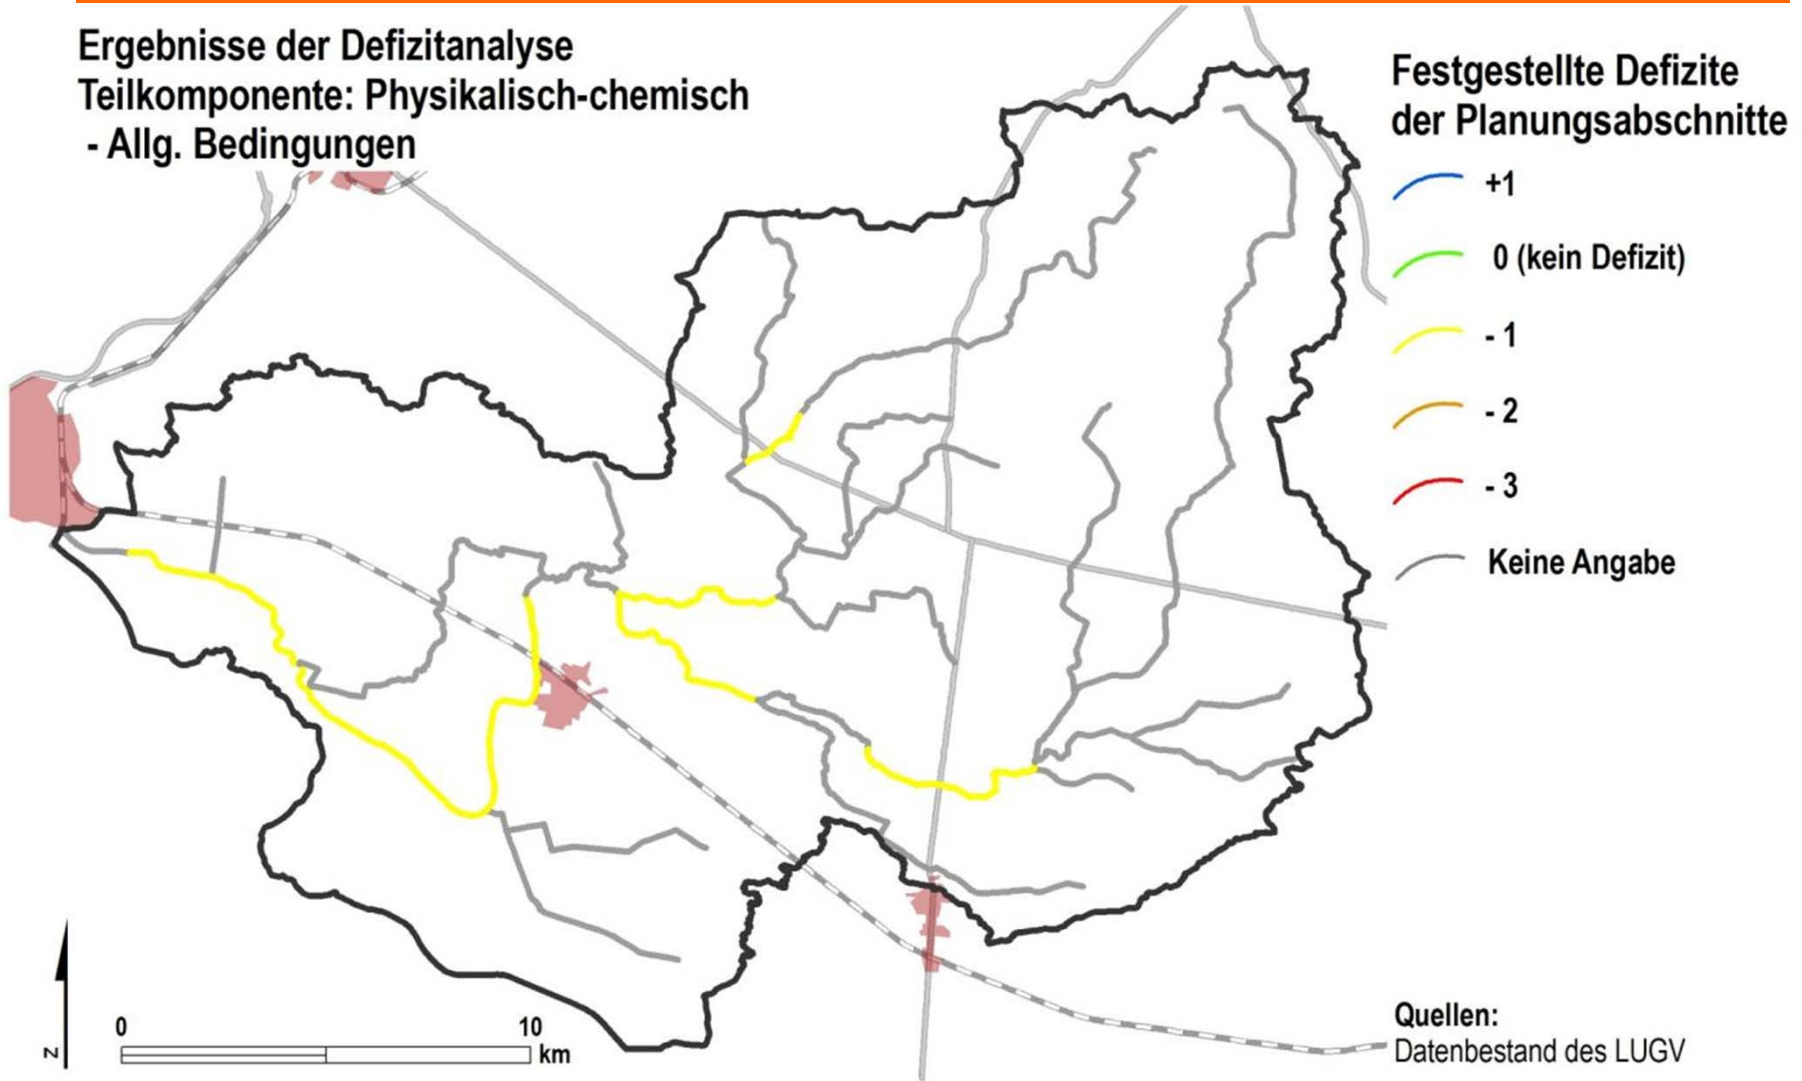 Ergebnisse der Defizitanalyse
Teilkomponente: Physikalisch-chemisch
- Allg. Bedingungen
Festgestellte Defizite
der Planungsabschnitte
+1
0 (kein Defizit)
- 1
- 2
- 3
Keine Angabe
N
0 10
km
Quellen:
Datenbestand des LUGV